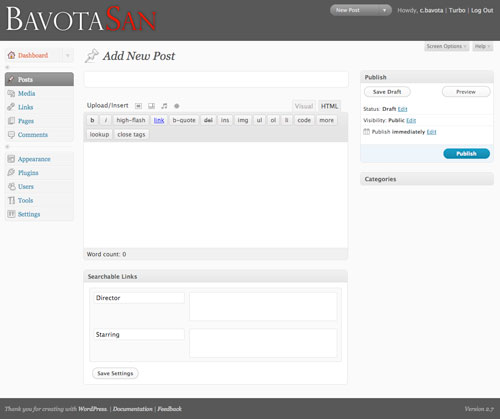 BAVOTASAN
New Post
Howdy, c.bavota | Turbo | Log Out
Screen Options
Help
Dashboard
Add New Post
Posts
Media
Links
Pages
Comments
Appearance
Plugins
Users
Tools
Settings
Upload/Insert
Visual
HTML
b i high-flash link b-quote del ins img ul ol li code more
lookup close tags
Word count: 0
Publish
Save Draft
Preview
Status: Draft Edit
Visibility: Public Edit
Publish immediately Edit
Publish
Categories
Searchable Links
Director
Starring
Save Settings
Thank you for creating with WordPress. | Documentation | Feedback
Version 2.7